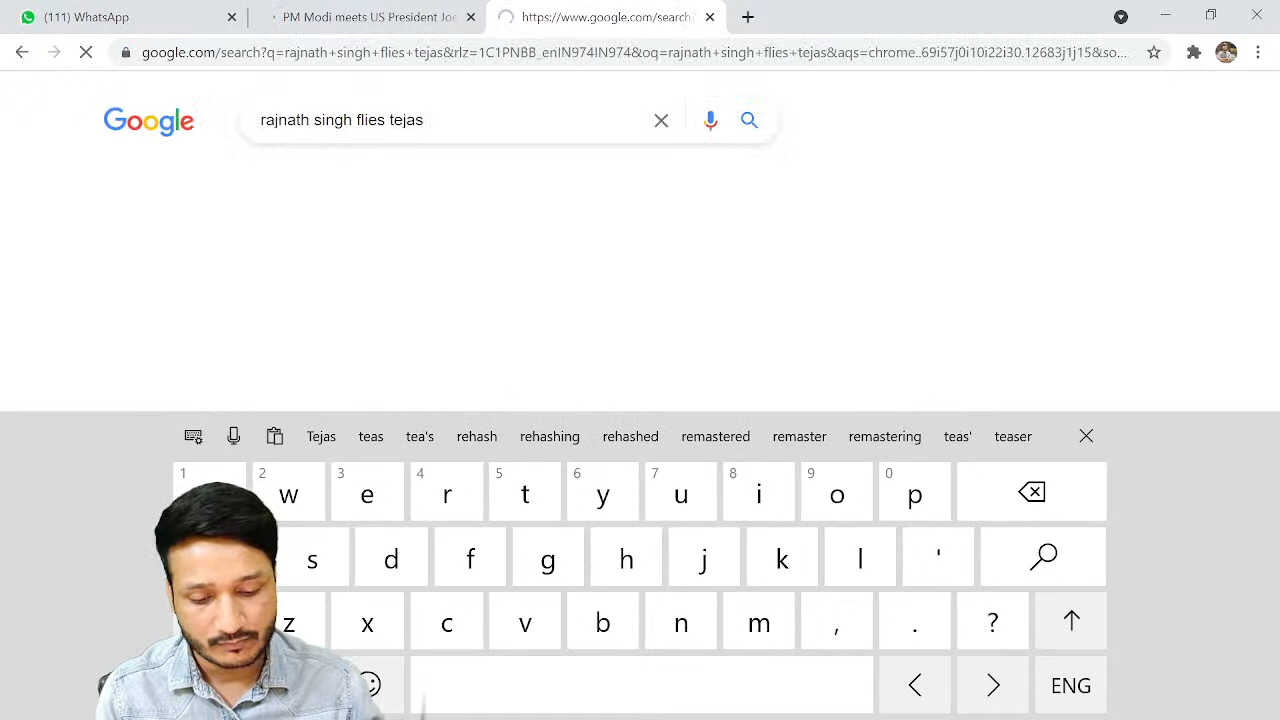 (111) WhatsApp
PM Modi meets US President Joe
https://www.google.com/search?
google.com/search?q=rajnath+singh+flies+tejas&rlz=1C1PNBB_enIN974IN974&oq=rajnath+singh+flies+tejas&aqs=chrome..69i57j0i10i22i30.12683j1j15&so...
Google
rajnath singh flies tejas
Tejas teas tea's rehash rehashing rehashed remastered remaster remastering teas' teaser
1 2 3 4 5 6 7 8 9 0
w e r t y u i o p
s d f g h j k l '
z x c v b n m , . ?
ENG